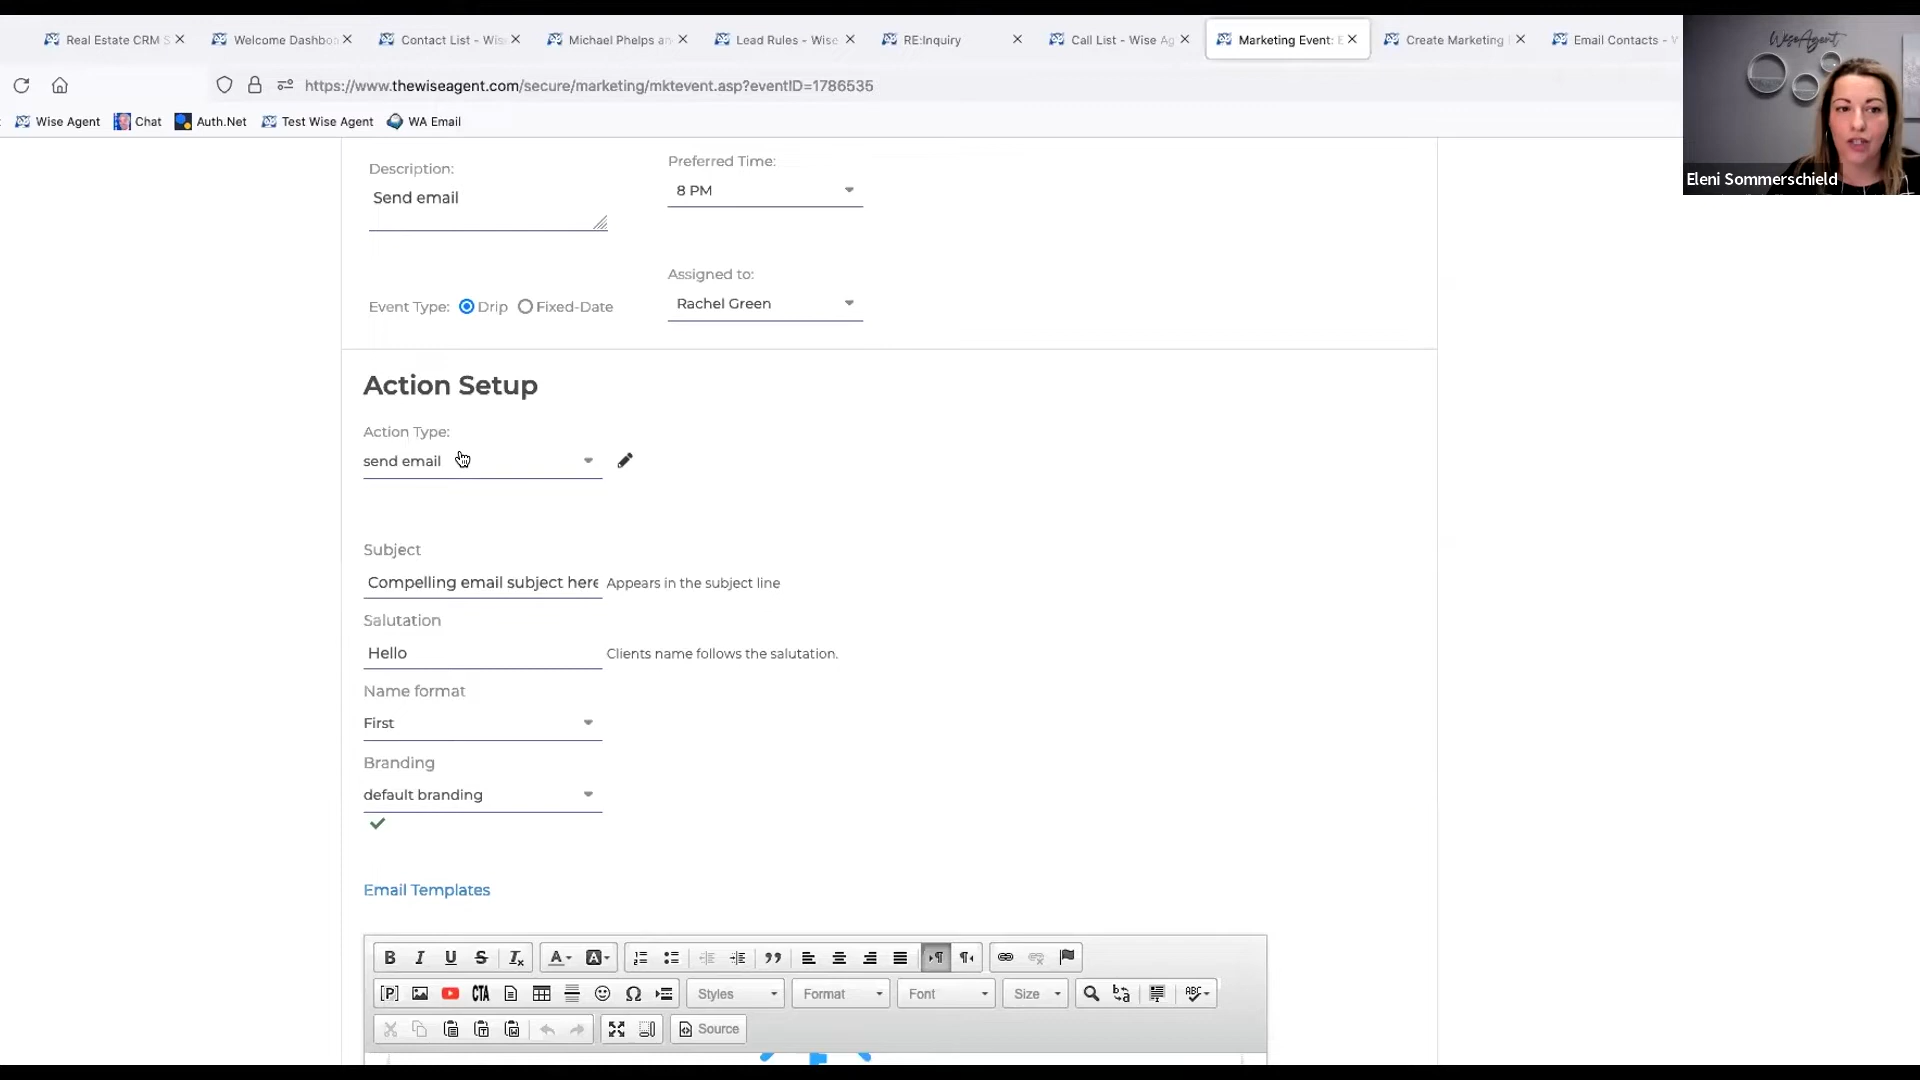 Real Estate CRM S
Welcome Dashbo
Contact List - Wis
Michael Phelps an
Lead Rules - Wise
RE:Inquiry
Call List - Wise Ag
Marketing Event: E
Create Marketing
Email Contacts - W
https://www.thewiseagent.com/secure/marketing/mktevent.asp?eventID=1786535
Wise Agent
Chat
Auth.Net
Test Wise Agent
WA Email
WiseAgent
Eleni Sommerschield
Description:
Send email
Preferred Time:
8 PM
Event Type: Drip Fixed-Date
Assigned to:
Rachel Green
Action Setup
Action Type:
send email
Subject
Compelling email subject here Appears in the subject line
Salutation
Hello Clients name follows the salutation.
Name format
First
Branding
default branding
Email Templates
B I U S Tx A A
[P] CTA Ω Styles Format Font Size ABC
Source